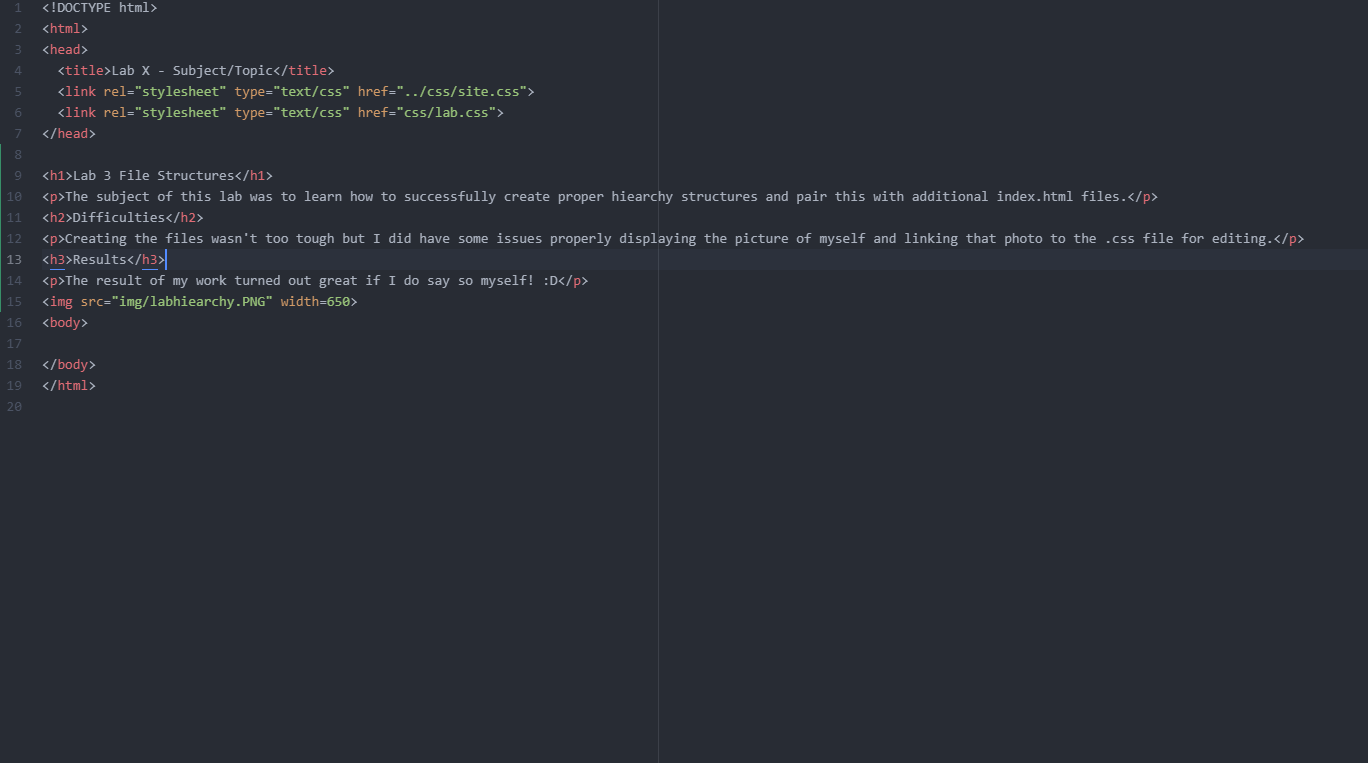 1 <!DOCTYPE html>
2 <html>
3 <head>
4   <title>Lab X - Subject/Topic</title>
5   <link rel="stylesheet" type="text/css" href="../css/site.css">
6   <link rel="stylesheet" type="text/css" href="css/lab.css">
7 </head>
8
9 <h1>Lab 3 File Structures</h1>
10 <p>The subject of this lab was to learn how to successfully create proper hiearchy structures and pair this with additional index.html files.</p>
11 <h2>Difficulties</h2>
12 <p>Creating the files wasn't too tough but I did have some issues properly displaying the picture of myself and linking that photo to the .css file for editing.</p>
13 <h3>Results</h3>
14 <p>The result of my work turned out great if I do say so myself! :D</p>
15 <img src="img/labhiearchy.PNG" width=650>
16 <body>
17
18 </body>
19 </html>
20